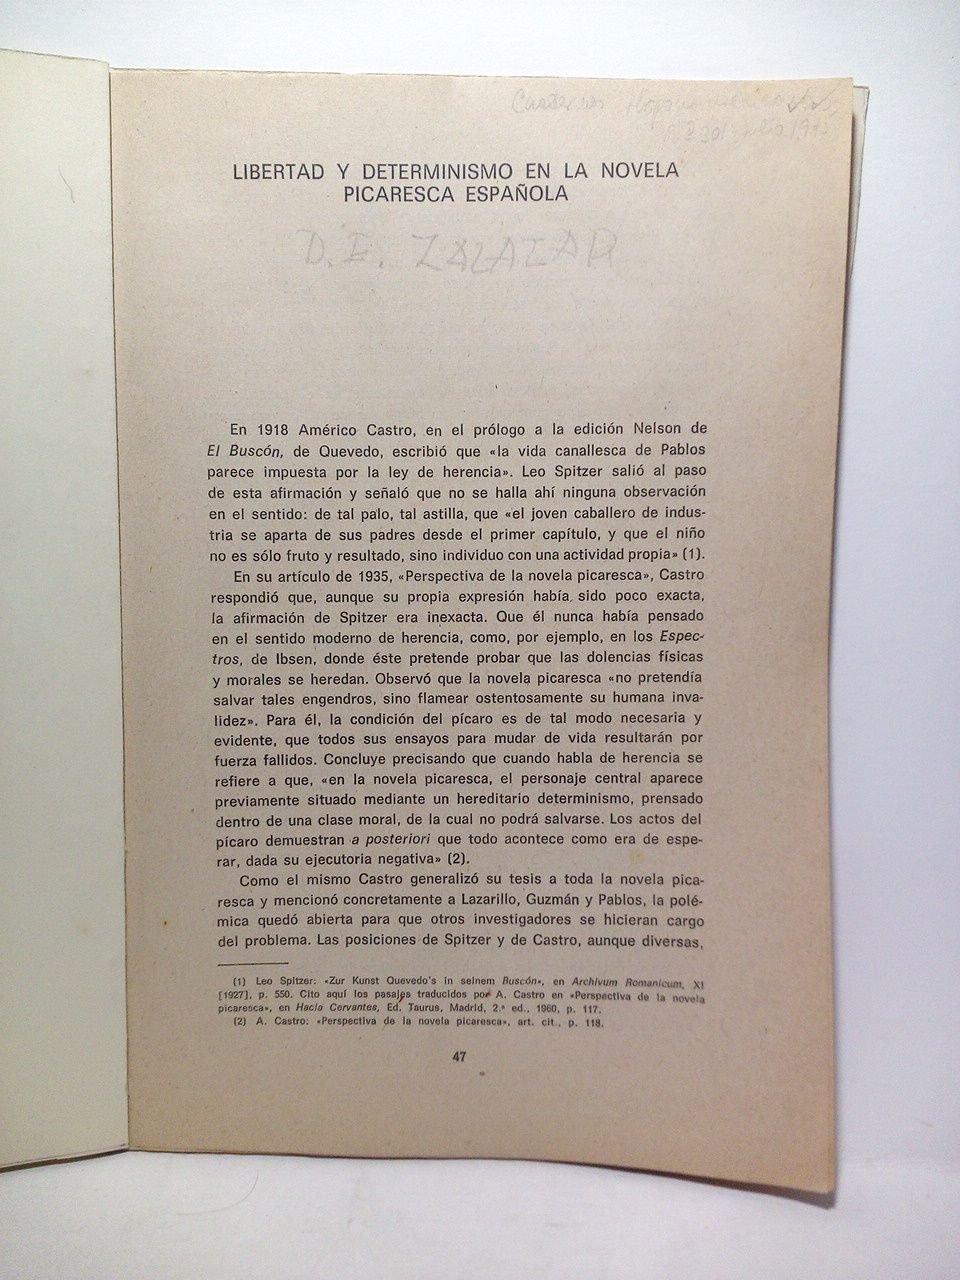 LIBERTAD Y DETERMINISMO EN LA NOVELA
PICARESCA ESPAÑOLA
D. E. ZALAZAR
En 1918 Américo Castro, en el prólogo a la edición Nelson de
El Buscón, de Quevedo, escribió que «la vida canallesca de Pablos
parece impuesta por la ley de herencia». Leo Spitzer salió al paso
de esta afirmación y señaló que no se halla ahí ninguna observación
en el sentido: de tal palo, tal astilla, que «el joven caballero de indus-
tria se aparta de sus padres desde el primer capítulo, y que el niño
no es sólo fruto y resultado, sino individuo con una actividad propia» (1).
En su artículo de 1935, «Perspectiva de la novela picaresca», Castro
respondió que, aunque su propia expresión había sido poco exacta,
la afirmación de Spitzer era inexacta. Que él nunca había pensado
en el sentido moderno de herencia, como, por ejemplo, en los Espec-
tros, de Ibsen, donde éste pretende probar que las dolencias físicas
y morales se heredan. Observó que la novela picaresca «no pretendía
salvar tales engendros, sino flamear ostentosamente su humana inva-
lidez». Para él, la condición del pícaro es de tal modo necesaria y
evidente, que todos sus ensayos para mudar de vida resultarán por
fuerza fallidos. Concluye precisando que cuando habla de herencia se
refiere a que, «en la novela picaresca, el personaje central aparece
previamente situado mediante un hereditario determinismo, prensado
dentro de una clase moral, de la cual no podrá salvarse. Los actos del
pícaro demuestran a posteriori que todo acontece como era de espe-
rar, dada su ejecutoria negativa» (2).
Como el mismo Castro generalizó su tesis a toda la novela pica-
resca y mencionó concretamente a Lazarillo, Guzmán y Pablos, la polé-
mica quedó abierta para que otros investigadores se hicieran cargo
del problema. Las posiciones de Spitzer y de Castro, aunque diversas,
(1) Leo Spitzer: «Zur Kunst Quevedo's in seinem Buscón», en Archivum Romanicum, XI
[1927], p. 550. Cito aquí los pasajes traducidos por A. Castro en «Perspectiva de la novela
picaresca», en Hacia Cervantes, Ed. Taurus, Madrid, 2.ª ed., 1960, p. 117.
(2) A. Castro: «Perspectiva de la novela picaresca», art. cit., p. 118.
47